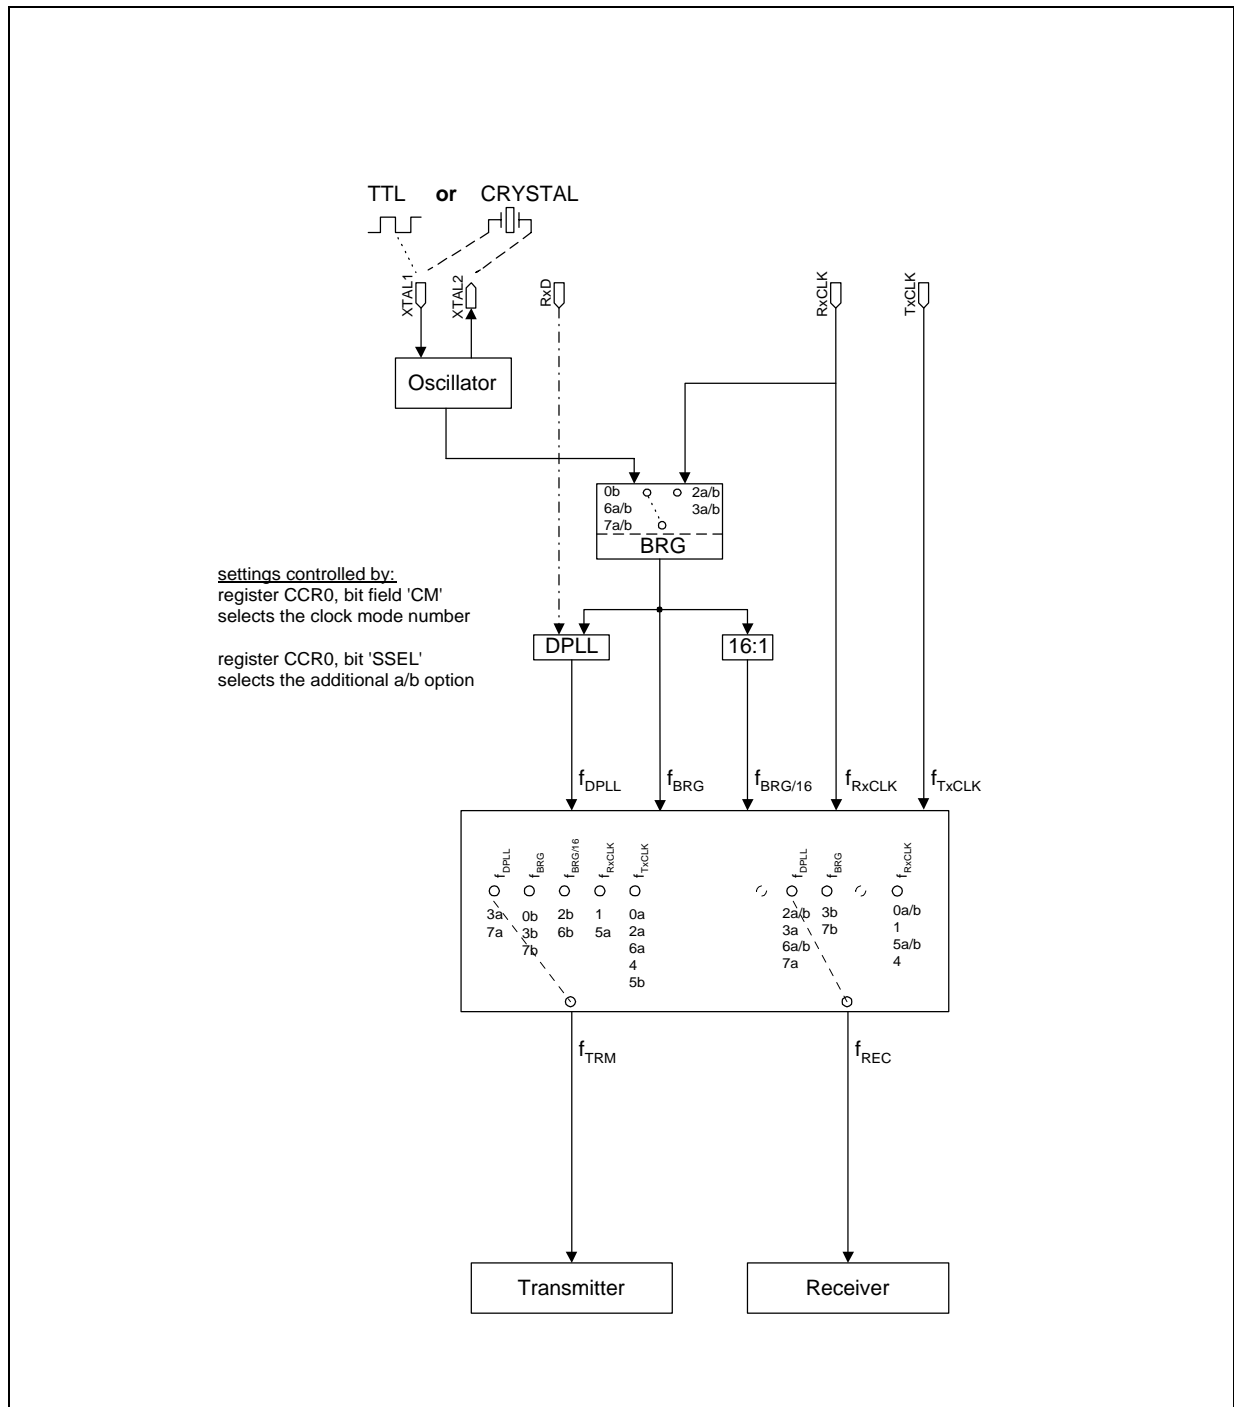 TTL or CRYSTAL
XTAL1
XTAL2
RxD
RxCLK
TxCLK
Oscillator
0b 2a/b
6a/b 3a/b
7a/b
BRG
settings controlled by:
register CCR0, bit field 'CM'
selects the clock mode number
register CCR0, bit 'SSEL'
selects the additional a/b option
DPLL
16:1
fDPLL fBRG fBRG/16 fRxCLK fTxCLK
fDPLL fBRG fBRG/16 fRxCLK fTxCLK fDPLL fBRG fRxCLK
3a 0b 2b 1 0a 2a/b 3b 0a/b
7a 3b 6b 5a 2a 3a 7b 1
7b 6a 6a/b 5a/b
4 7a 4
5b
fTRM fREC
Transmitter Receiver